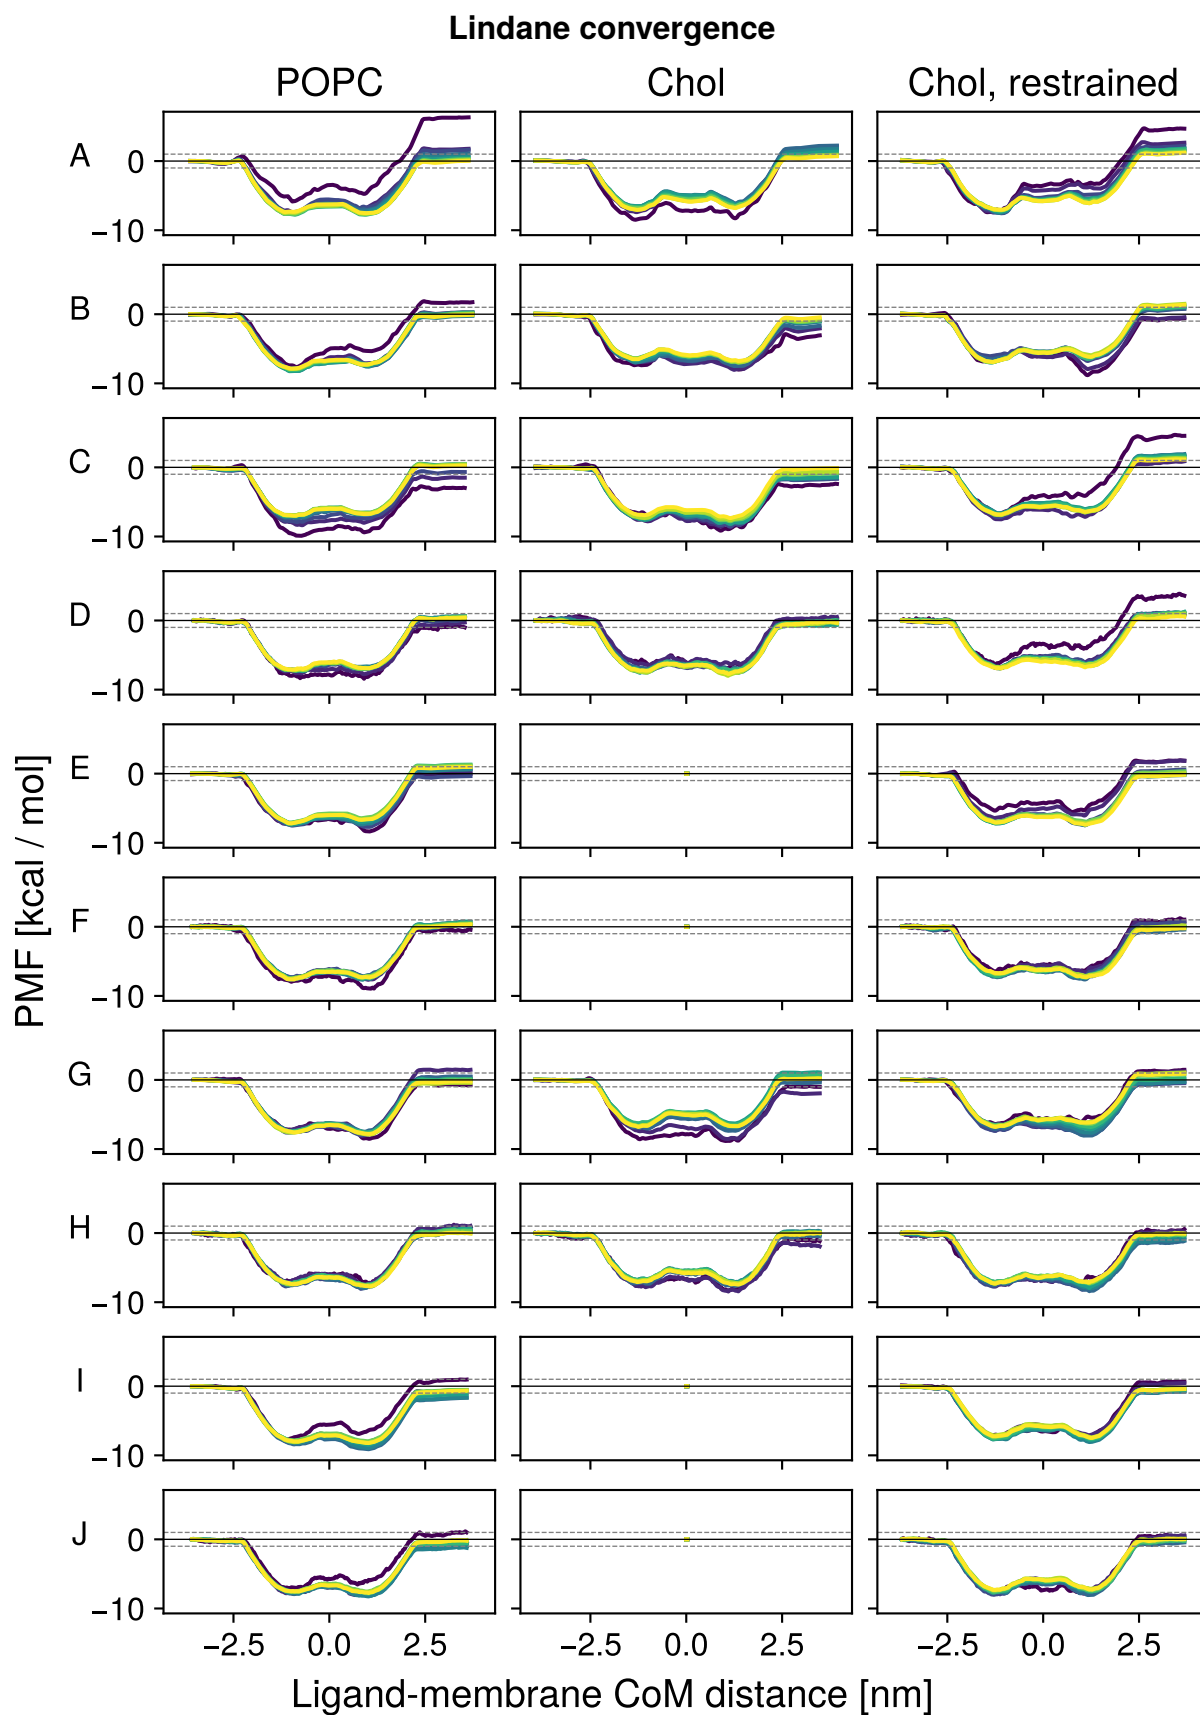 Lindane convergence
POPC Chol Chol, restrained
A 0 −10
B 0 −10
C 0 −10
D 0 −10
E 0 −10
F 0 −10
G 0 −10
H 0 −10
I 0 −10
J 0 −10
PMF [kcal / mol]
−2.5 0.0 2.5 −2.5 0.0 2.5 −2.5 0.0 2.5
Ligand-membrane CoM distance [nm]